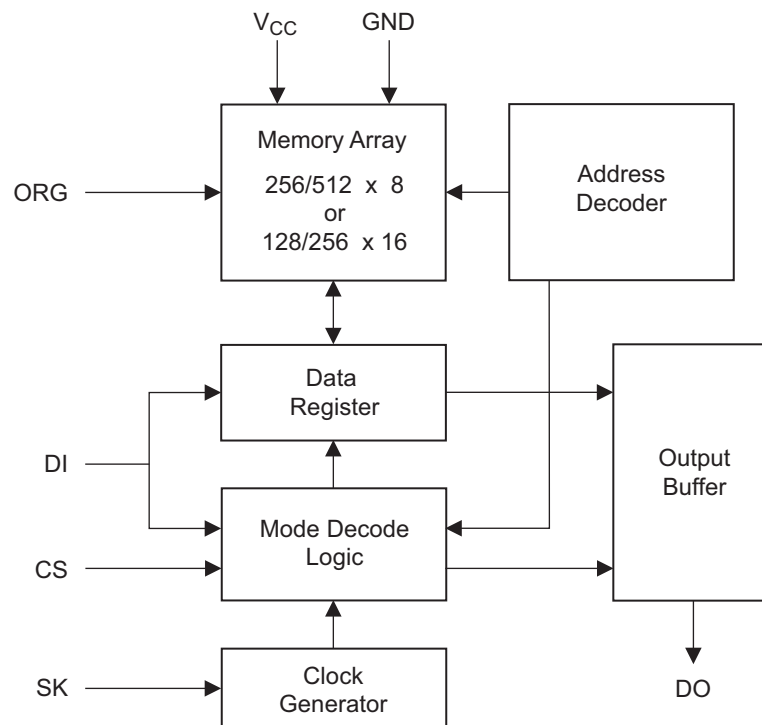 VCC
GND
Memory Array
256/512 x 8
or
128/256 x 16
Address
Decoder
ORG
Data
Register
DI
Output
Buffer
Mode Decode
Logic
CS
Clock
Generator
SK
DO